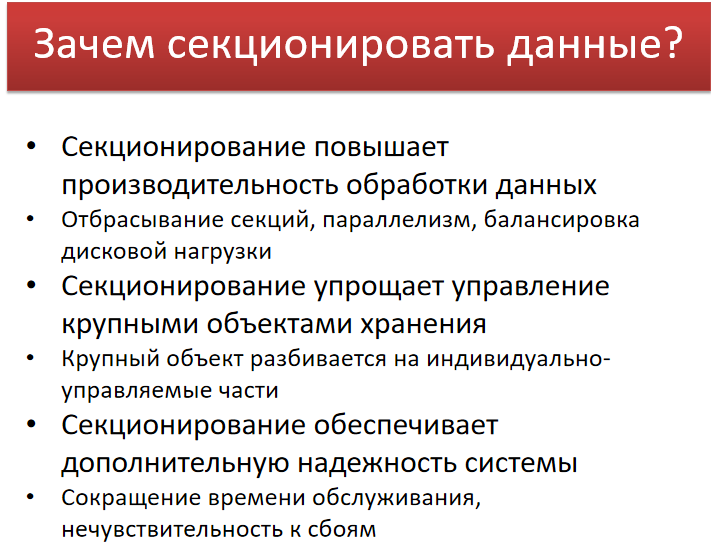 Зачем секционировать данные?
• Секционирование повышает
производительность обработки данных
• Отбрасывание секций, параллелизм, балансировка
дисковой нагрузки
• Секционирование упрощает управление
крупными объектами хранения
• Крупный объект разбивается на индивидуально-
управляемые части
• Секционирование обеспечивает
дополнительную надежность системы
• Сокращение времени обслуживания,
нечувствительность к сбоям